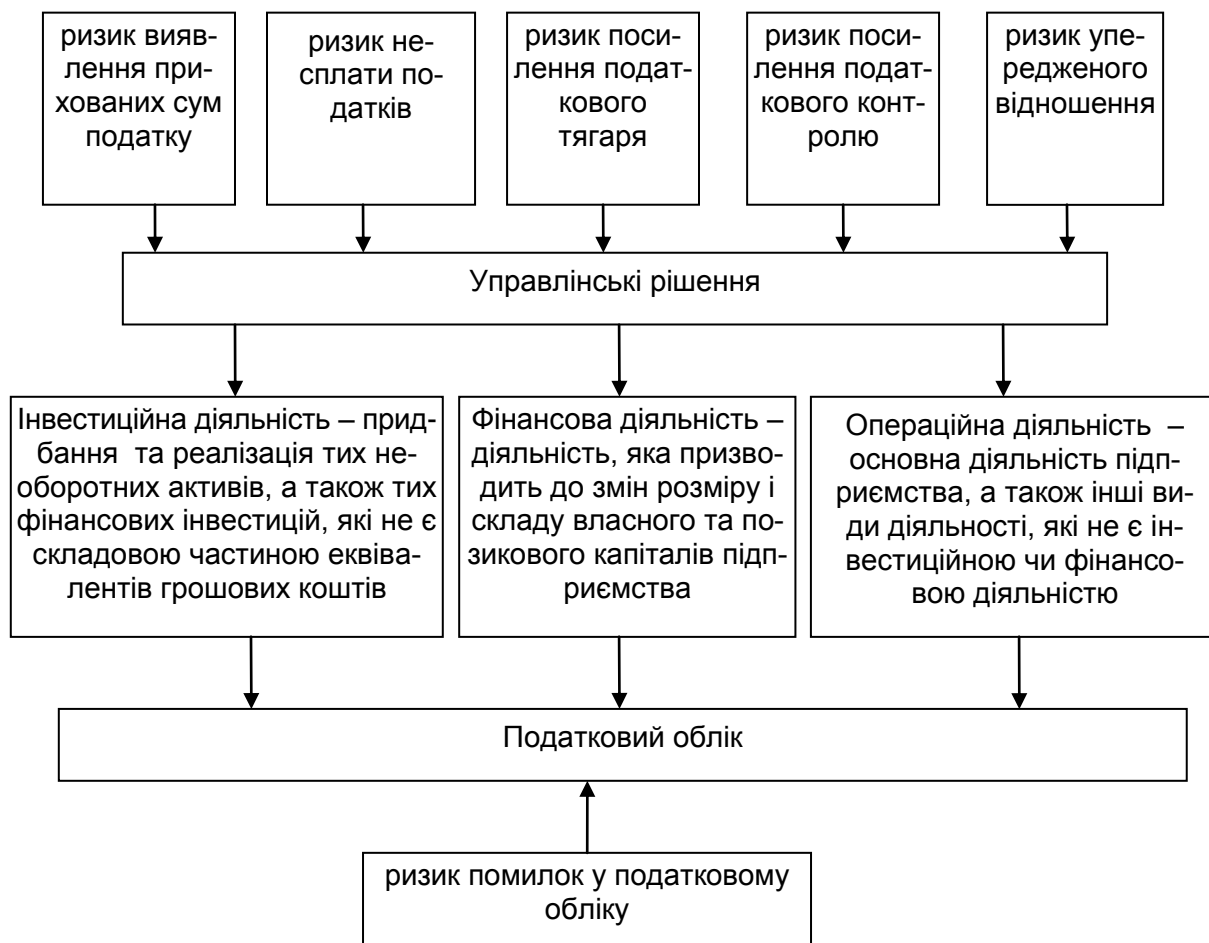 ризик вияв-
лення при-
хованих сум
податку
ризик не-
сплати по-
датків
ризик поси-
лення подат-
кового
тягаря
ризик поси-
лення подат-
кового конт-
ролю
ризик упе-
редженого
відношення
Управлінські рішення
Інвестиційна діяльність – прид-
бання та реалізація тих не-
оборотних активів, а також тих
фінансових інвестицій, які не є
складовою частиною еквіва-
лентів грошових коштів
Фінансова діяльність –
діяльність, яка призво-
дить до змін розміру і
складу власного та по-
зикового капіталів підп-
риємства
Операційна діяльність –
основна діяльність підп-
риємства, а також інші ви-
ди діяльності, які не є ін-
вестиційною чи фінансо-
вою діяльністю
Податковий облік
ризик помилок у податковому
обліку